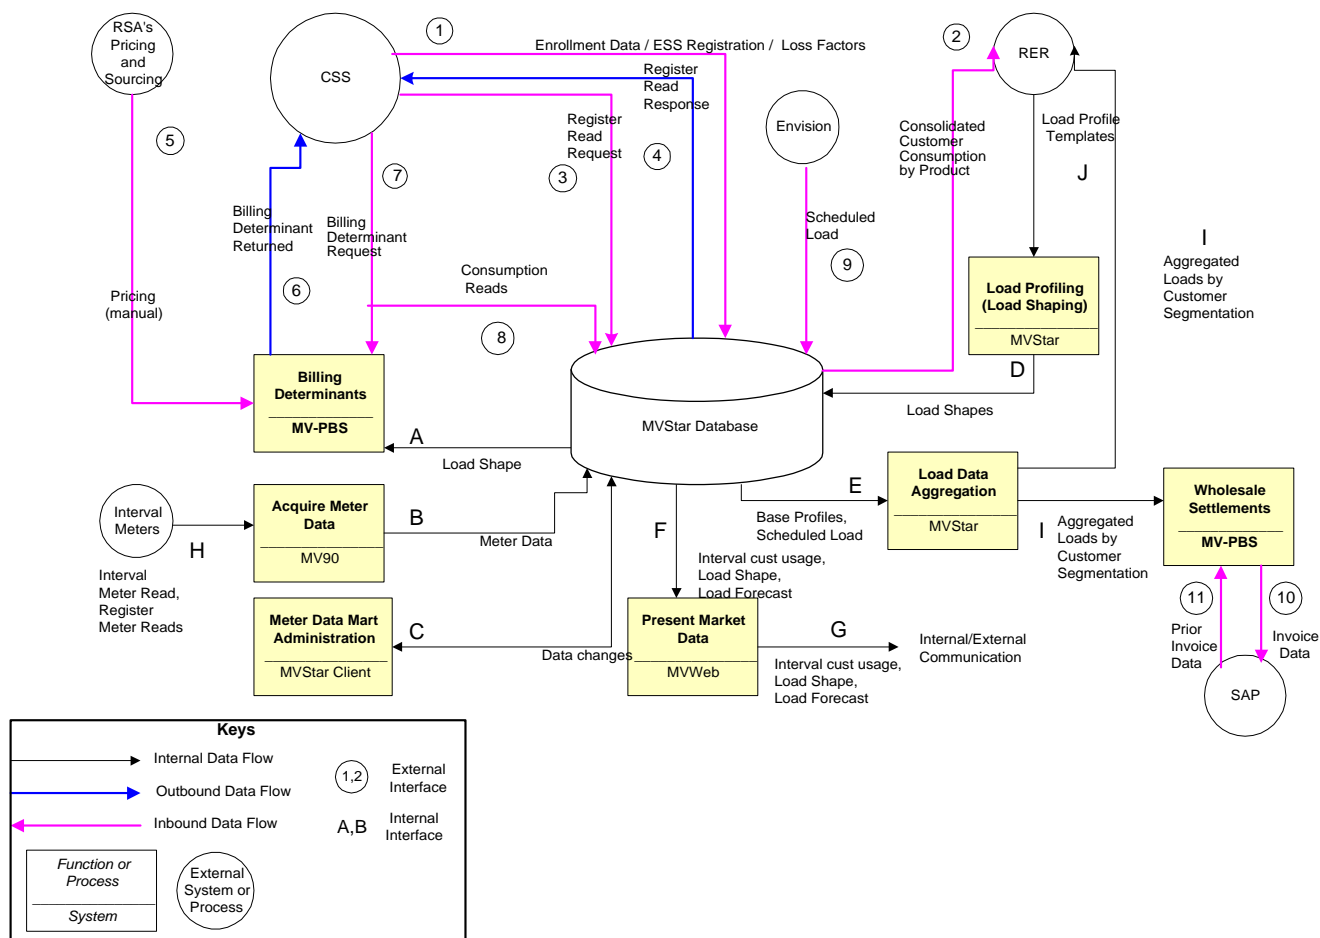 RSA's
Pricing
and
Sourcing
CSS
1
Enrollment Data / ESS Registration / Loss Factors
2
RER
Register
Read
Response
Envision
5
Register
Read
Request
4
3
7
Consolidated
Customer
Consumption
by Product
Load Profile
Templates
J
Billing
Determinant
Returned
Billing
Determinant
Request
Scheduled
Load
9
I
Aggregated
Loads by
Customer
Segmentation
Pricing
(manual)
6
Consumption
Reads
8
Load Profiling
(Load Shaping)
MVStar
D
Load Shapes
Billing
Determinants
MV-PBS
A
Load Shape
MVStar Database
Interval
Meters
H
Interval
Meter Read,
Register
Meter Reads
Acquire Meter
Data
MV90
B
Meter Data
E
Base Profiles,
Scheduled Load
Load Data
Aggregation
MVStar
I
Aggregated
Loads by
Customer
Segmentation
Wholesale
Settlements
MV-PBS
F
Interval cust usage,
Load Shape,
Load Forecast
Meter Data Mart
Administration
MVStar Client
C
Data changes
Present Market
Data
MVWeb
G
Interval cust usage,
Load Shape,
Load Forecast
Internal/External
Communication
11
Prior
Invoice
Data
10
Invoice
Data
SAP
Keys
Internal Data Flow
Outbound Data Flow
Inbound Data Flow
1,2
External
Interface
A,B
Internal
Interface
Function or
Process
System
External
System or
Process